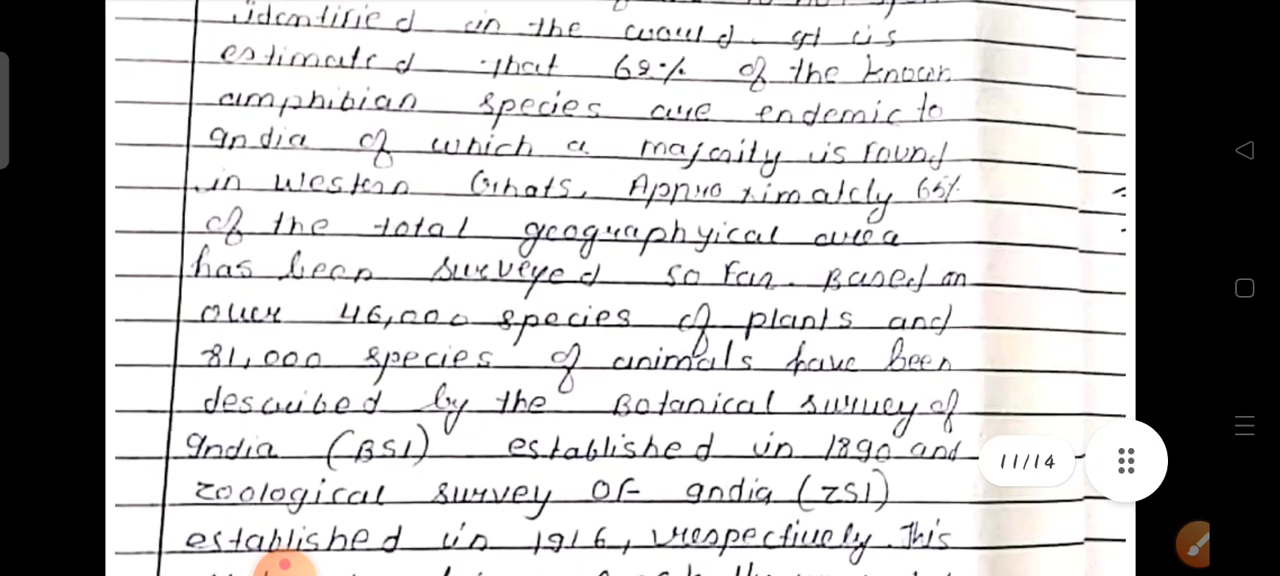 identified in the would. It is
estimated that 62% of the known
amphibian species are endemic to
India of which a majority is found
in western Ghats. Approximately 65%
of the total geographyical area
has been surveyed so far. Based on
over 46,000 species of plants and
81,000 species of animals have been
described by the Botanical survey of
India (BSI) established in 1890 and
11/14
zoological survey OF India (ZSI)
established in 1916, respectively. This